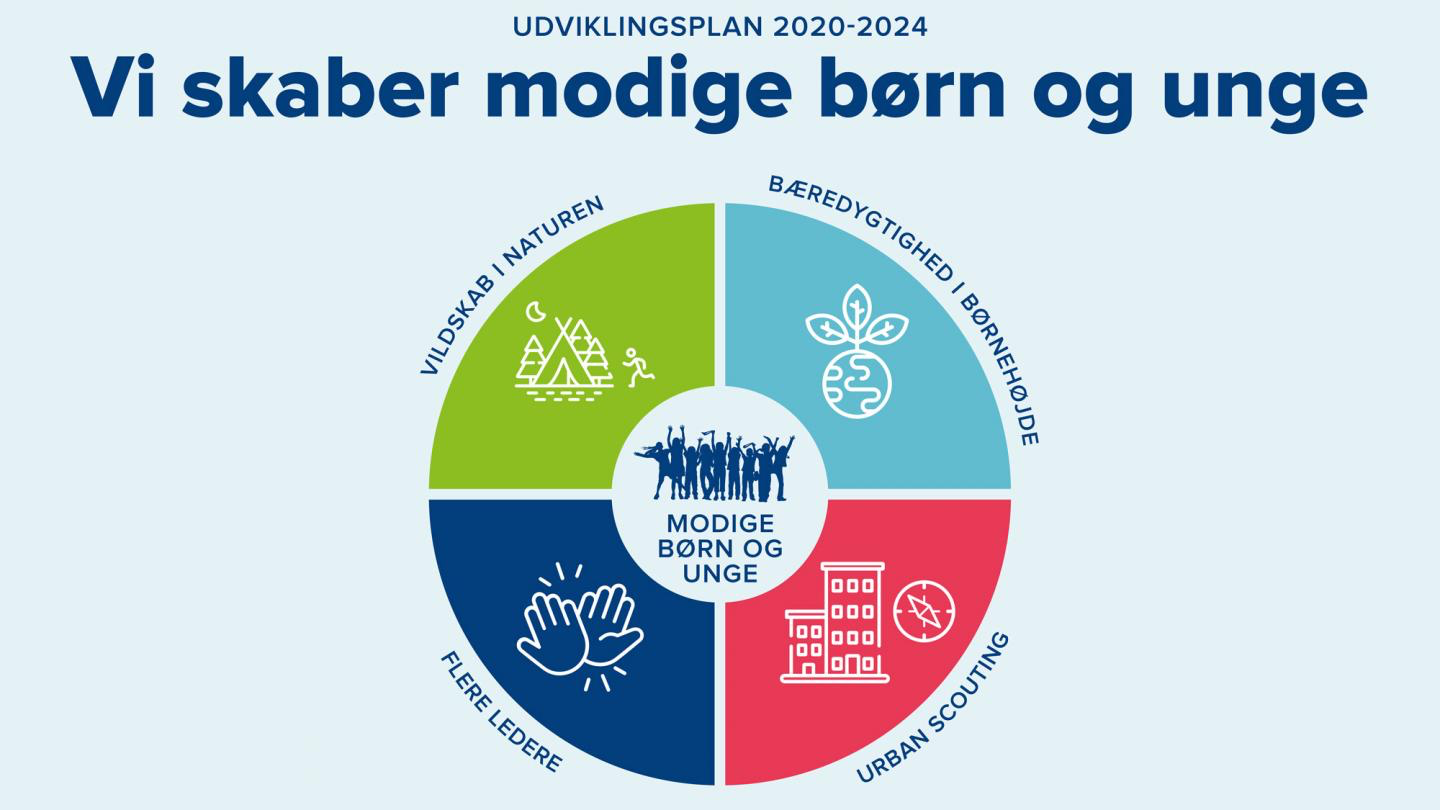 UDVIKLINGSPLAN 2020-2024
Vi skaber modige børn og unge
VILDSKAB I NATUREN
BÆREDYGTIGHED I BØRNEHØJDE
MODIGE
BØRN OG
UNGE
FLERE LEDERE
URBAN SCOUTING